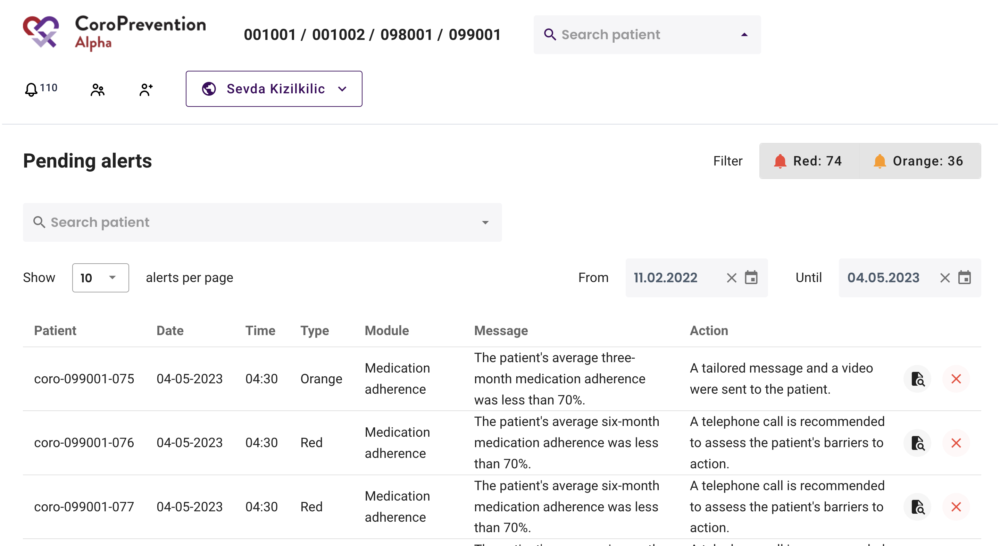 CoroPrevention
Alpha
001001 / 001002 / 098001 / 099001
Search patient
110
Sevda Kizilkilic
Pending alerts
Filter
Red: 74
Orange: 36
Search patient
Show 10 alerts per page
From 11.02.2022
Until 04.05.2023
Patient Date Time Type Module Message Action
coro-099001-075 04-05-2023 04:30 Orange
Medication
adherence
The patient's average three-
month medication adherence
was less than 70%.
A tailored message and a video
were sent to the patient.
coro-099001-076 04-05-2023 04:30 Red
Medication
adherence
The patient's average six-month
medication adherence was less
than 70%.
A telephone call is recommended
to assess the patient's barriers to
action.
coro-099001-077 04-05-2023 04:30 Red
Medication
adherence
The patient's average six-month
medication adherence was less
than 70%.
A telephone call is recommended
to assess the patient's barriers to
action.